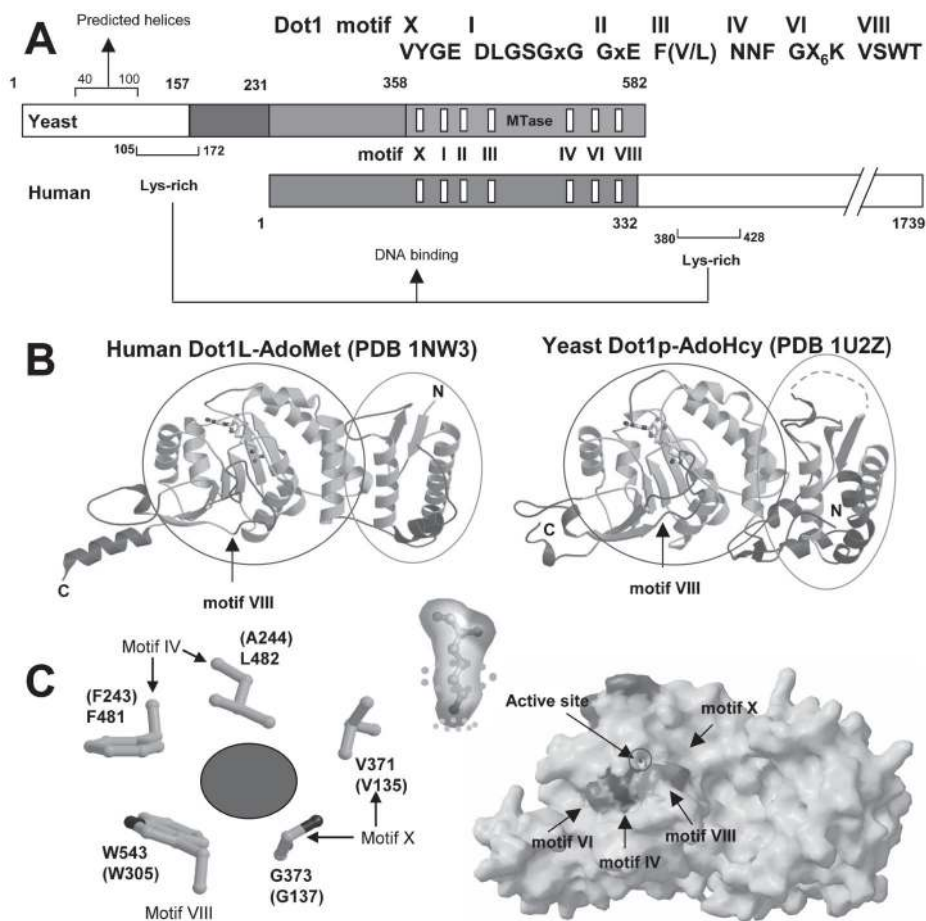 A
Predicted helices
Dot1 motif X I II III IV VI VIII
VYGE DLGSGxG GxE F(V/L) NNF GX6K VSWT
1 40 100 157 231 358 582
Yeast MTase
105 172 motif X I II III IV VI VIII
Lys-rich
Human
1 332 1739
380 428
DNA binding Lys-rich
B
Human Dot1L-AdoMet (PDB 1NW3) Yeast Dot1p-AdoHcy (PDB 1U2Z)
N
N
C
C
motif VIII motif VIII
C
Motif IV
(A244)
L482
(F243)
F481
V371
(V135)
Motif X
W543
(W305)
G373
(G137)
Motif VIII
Active site
motif X
motif VI
motif IV
motif VIII